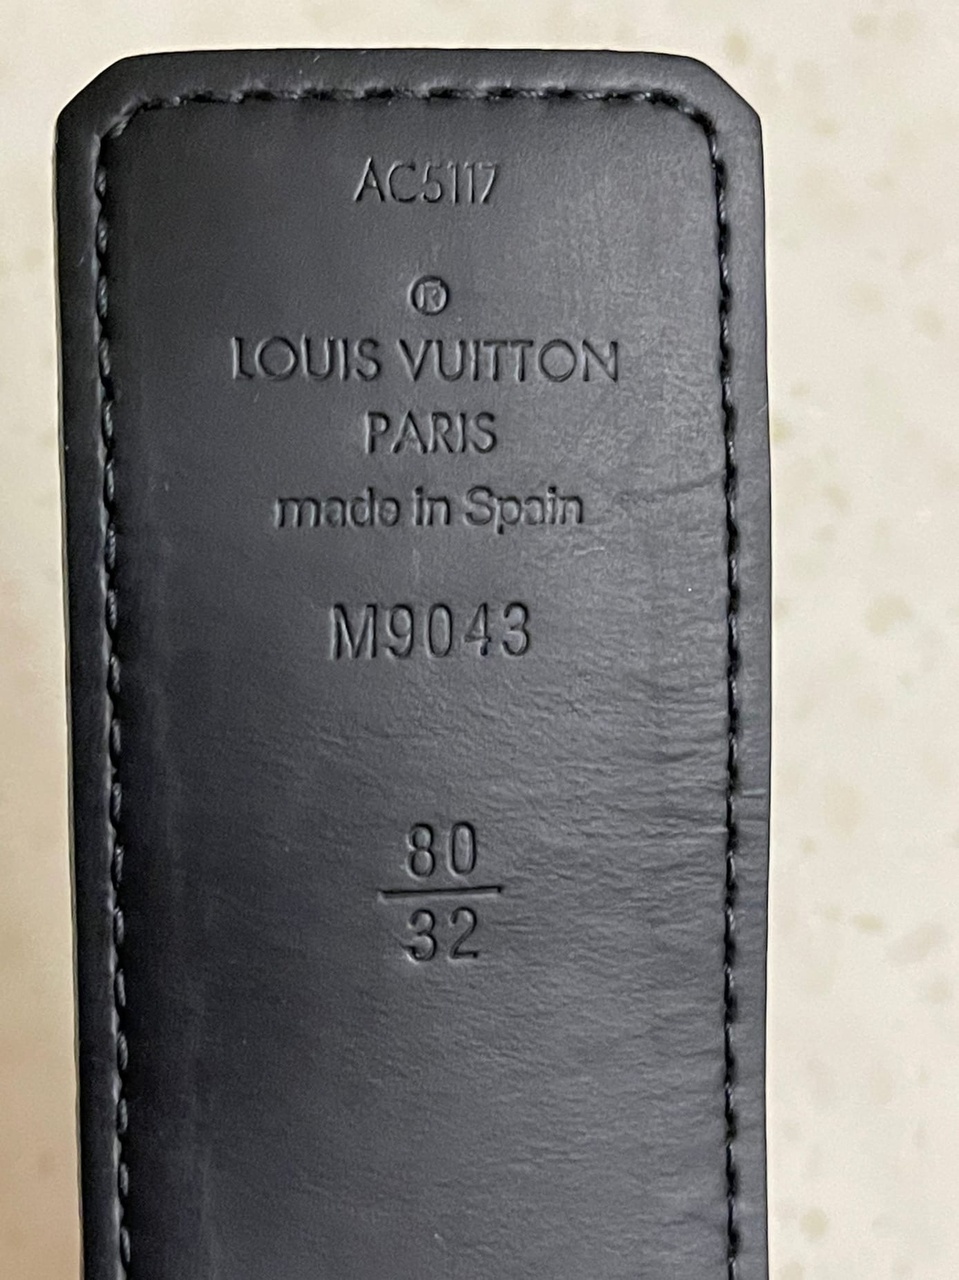 AC5117
®
LOUIS VUITTON
PARIS
made in Spain
M9043
80
32